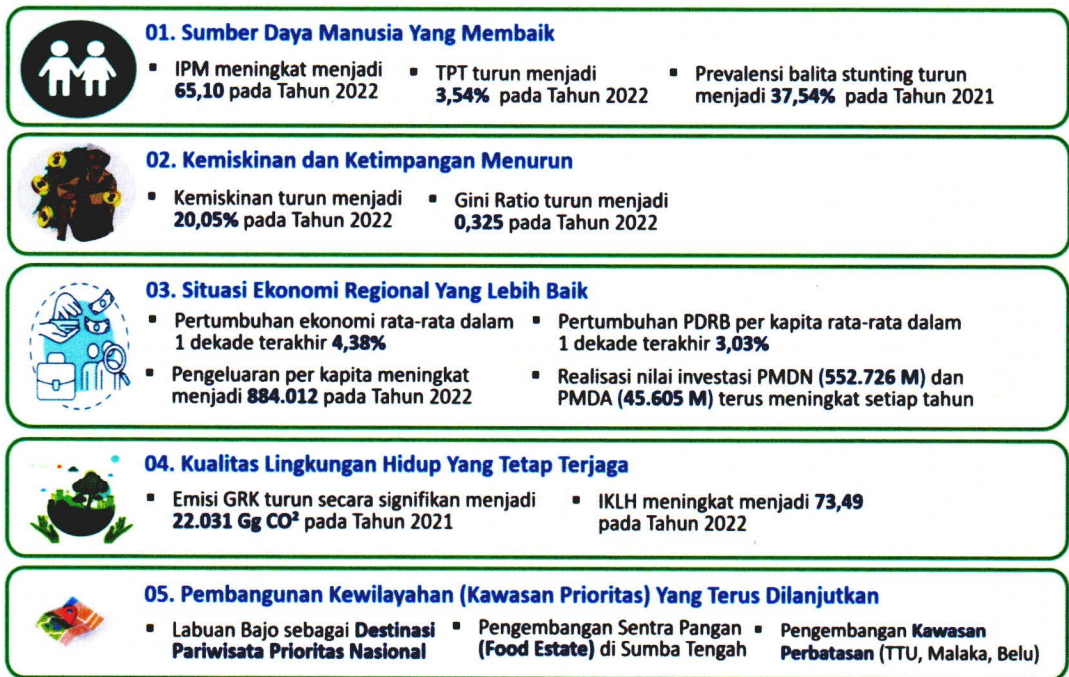 01. Sumber Daya Manusia Yang Membaik
▪ IPM meningkat menjadi
65,10 pada Tahun 2022
▪ TPT turun menjadi
3,54% pada Tahun 2022
▪ Prevalensi balita stunting turun
menjadi 37,54% pada Tahun 2021
02. Kemiskinan dan Ketimpangan Menurun
▪ Kemiskinan turun menjadi
20,05% pada Tahun 2022
▪ Gini Ratio turun menjadi
0,325 pada Tahun 2022
03. Situasi Ekonomi Regional Yang Lebih Baik
▪ Pertumbuhan ekonomi rata-rata dalam
1 dekade terakhir 4,38%
▪ Pertumbuhan PDRB per kapita rata-rata dalam
1 dekade terakhir 3,03%
▪ Pengeluaran per kapita meningkat
menjadi 884.012 pada Tahun 2022
▪ Realisasi nilai investasi PMDN (552.726 M) dan
PMDA (45.605 M) terus meningkat setiap tahun
04. Kualitas Lingkungan Hidup Yang Tetap Terjaga
▪ Emisi GRK turun secara signifikan menjadi
22.031 Gg CO² pada Tahun 2021
▪ IKLH meningkat menjadi 73,49
pada Tahun 2022
05. Pembangunan Kewilayahan (Kawasan Prioritas) Yang Terus Dilanjutkan
▪ Labuan Bajo sebagai Destinasi
Pariwisata Prioritas Nasional
▪ Pengembangan Sentra Pangan
(Food Estate) di Sumba Tengah
▪ Pengembangan Kawasan
Perbatasan (TTU, Malaka, Belu)